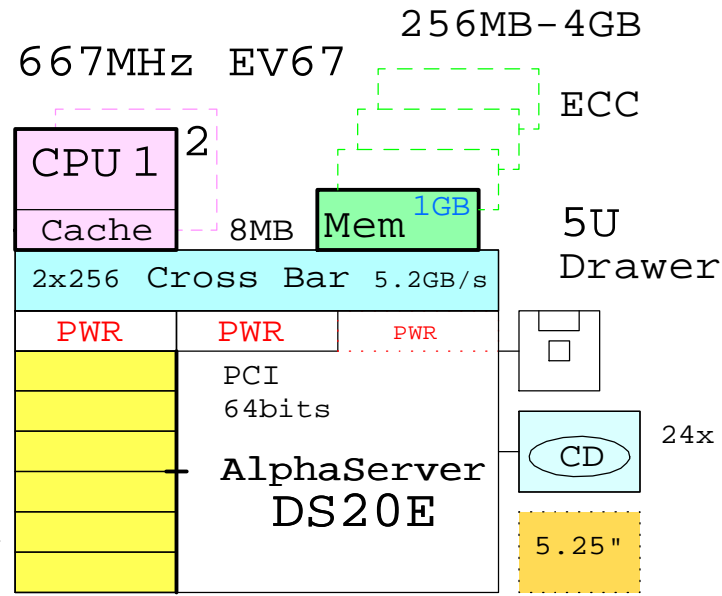 256MB-4GB
667MHz EV67
ECC
2
CPU 1
1GB
Cache
8MB
Mem
5U
Drawer
2x256 Cross Bar 5.2GB/s
PWR PWR PWR
PCI
64bits
24x
CD
AlphaServer
DS20E
5.25"